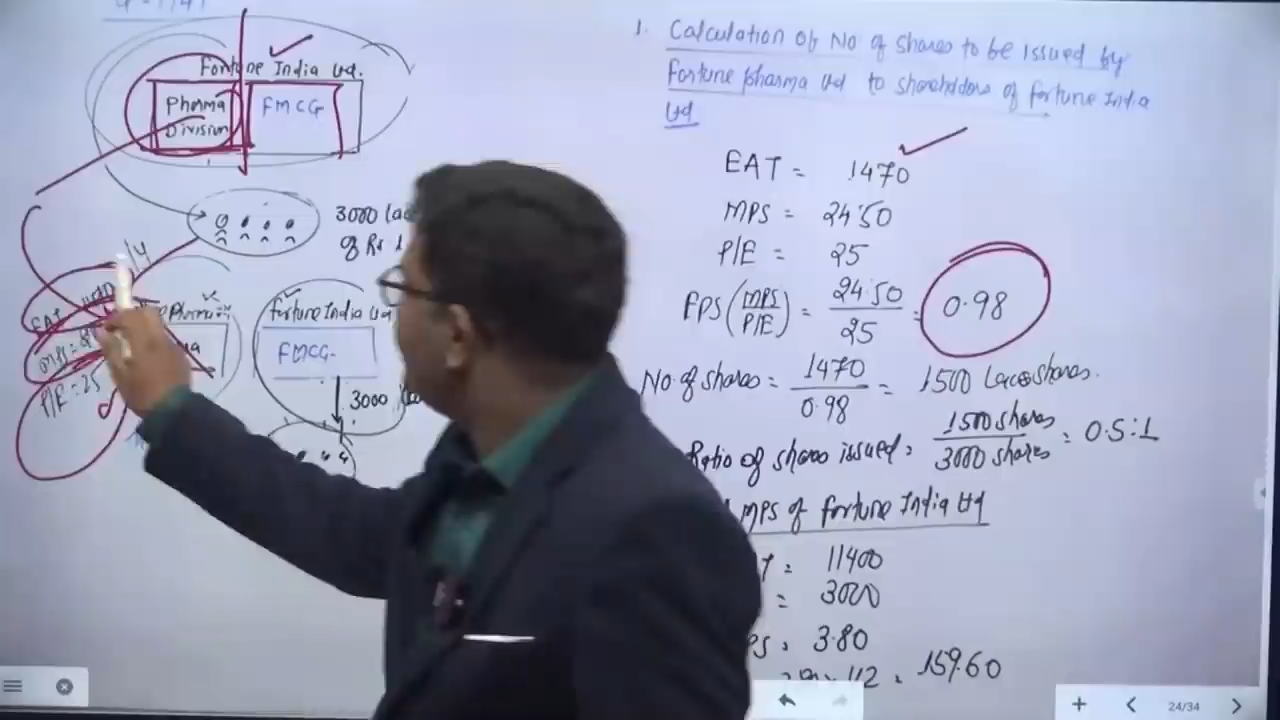 Fortune India Ltd.
Pharma
Division
FMCG
3000
of Rs 1
EAT
P/E = 25
Fortune India Ltd
FMCG
3000
1. Calculation of No of shares to be issued by
Fortune pharma Ltd to shareholders of fortune India
Ltd
EAT = 1470
MPS = 24.50
P/E = 25
EPS (MPS/P/E) = 24.50/25 = 0.98
No. of shares = 1470/0.98 = 1500 Lacs shares.
Ratio of shares issued = 1500 shares/3000 shares = 0.5:1
MPS of fortune India Ltd
= 11400
= 3000
= 3.80
= 159.60
24/34